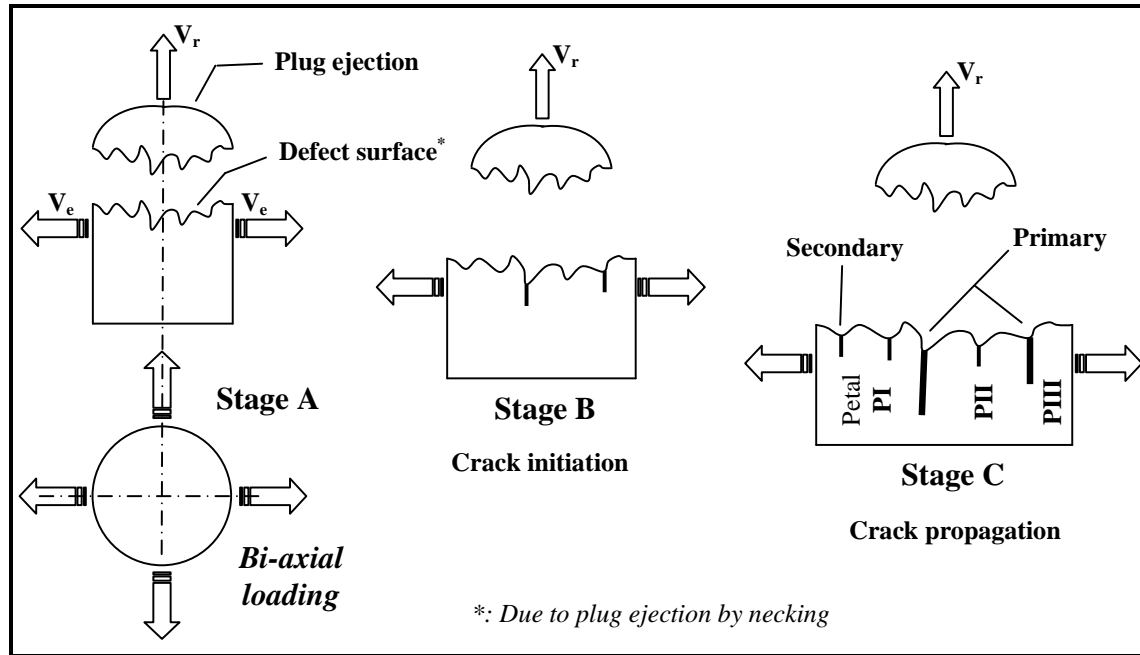 V_r
Plug ejection
Defect surface*
V_e
V_e
Stage A
Bi-axial
loading
V_r
Stage B
Crack initiation
V_r
Secondary
Primary
Petal
PI
PII
PIII
Stage C
Crack propagation
*: Due to plug ejection by necking